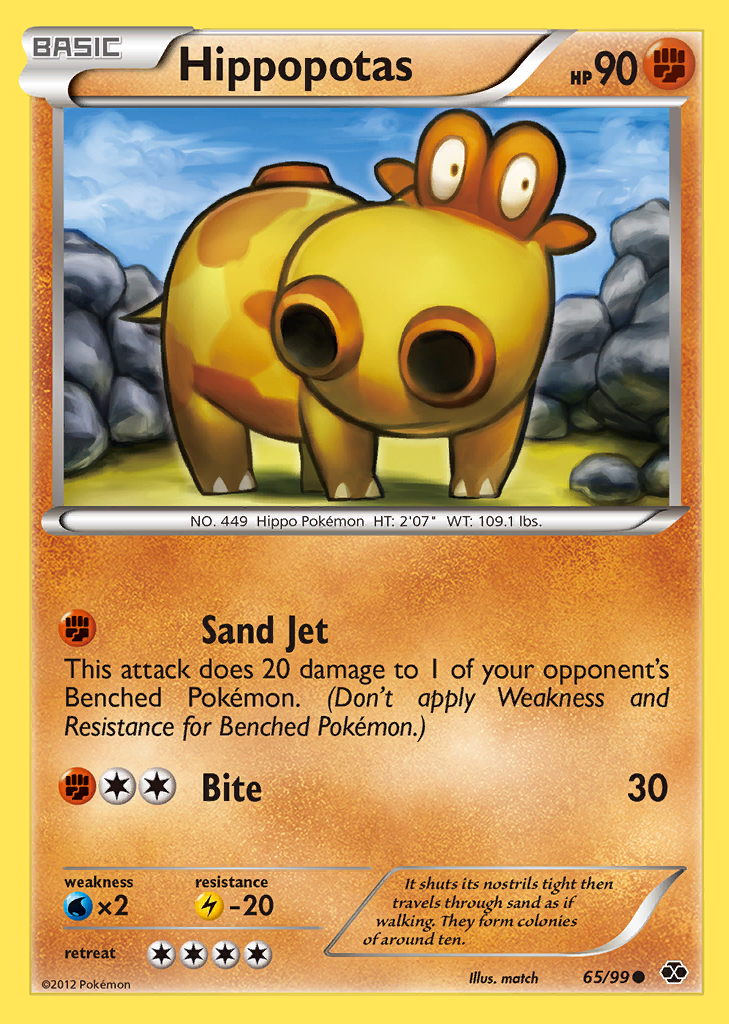 BASIC
Hippopotas
HP 90
NO. 449 Hippo Pokémon HT: 2'07" WT: 109.1 lbs.
Sand Jet
This attack does 20 damage to 1 of your opponent's
Benched Pokémon. (Don't apply Weakness and
Resistance for Benched Pokémon.)
Bite 30
weakness
×2
resistance
-20
retreat
It shuts its nostrils tight then
travels through sand as if
walking. They form colonies
of around ten.
©2012 Pokémon
Illus. match
65/99
X